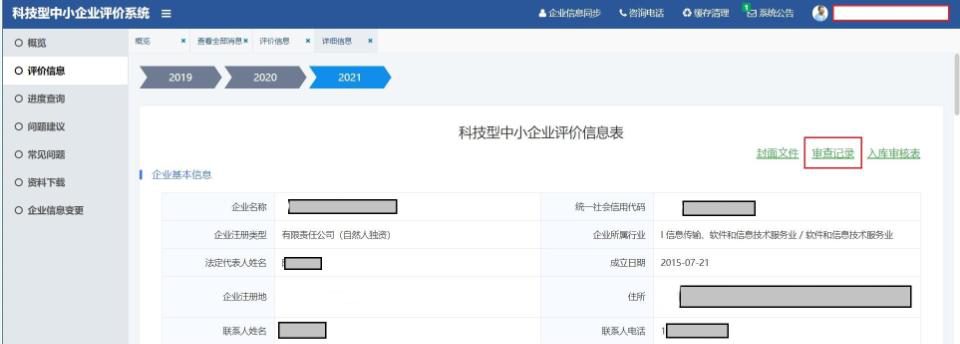 科技型中小企业评价系统
企业信息同步 咨询电话 缓存清理 1 系统公告
概览 查看全部消息 评价信息 详细信息
概览
评价信息
进度查询
问题建议
常见问题
资料下载
企业信息变更
2019 2020 2021
科技型中小企业评价信息表
封面文件 审查记录 入库审核表
企业基本信息
企业名称 统一社会信用代码
企业注册类型 有限责任公司（自然人独资） 企业所属行业 I 信息传输、软件和信息技术服务业 / 软件和信息技术服务业
法定代表人姓名 成立日期 2015-07-21
企业注册地 住所
联系人姓名 联系人电话 1